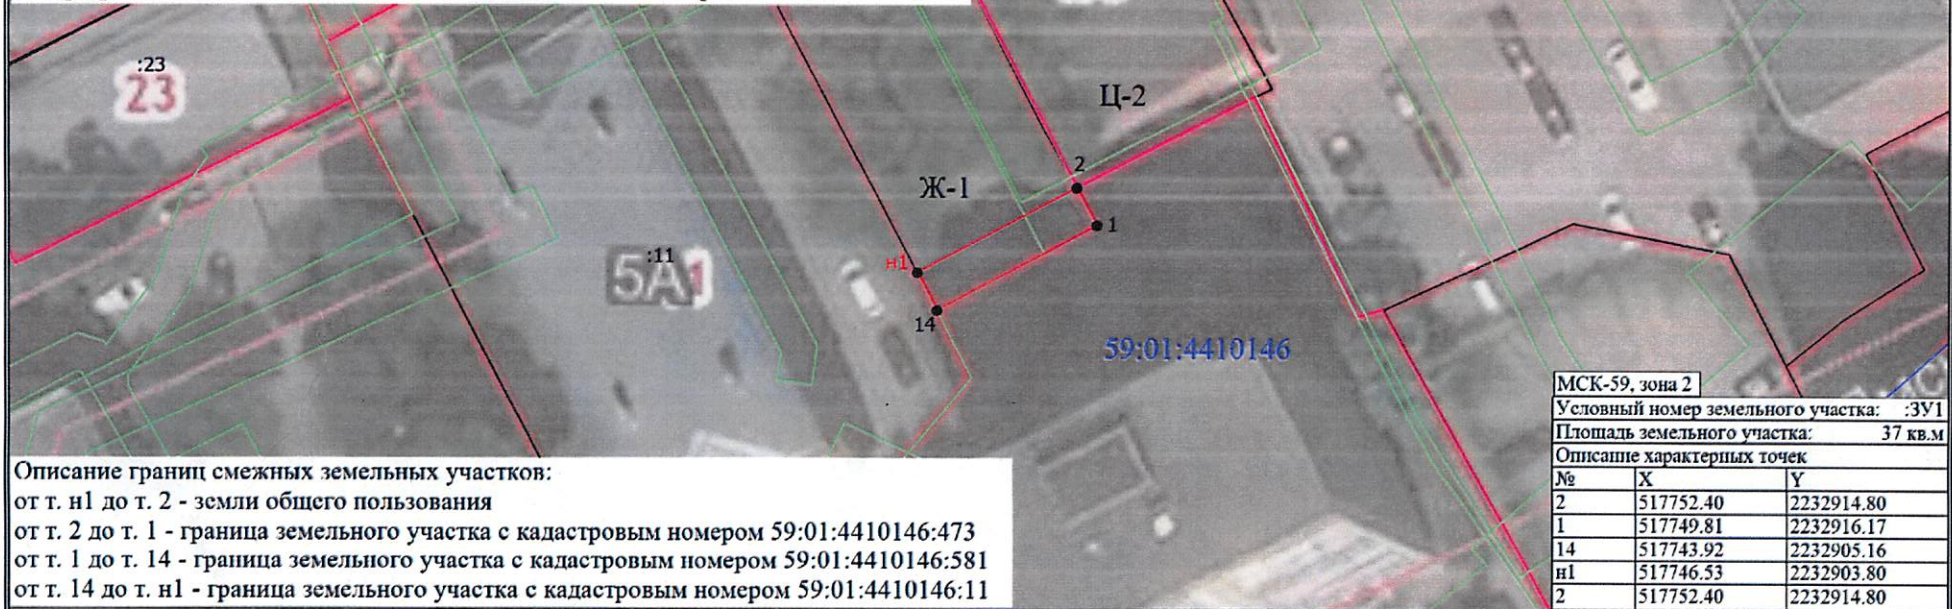 :23
23
Ц-2
2
Ж-1
1
:11
н1
5А1
14
59:01:4410146
МСК-59, зона 2
Условный номер земельного участка: :ЗУ1
Площадь земельного участка: 37 кв.м
Описание характерных точек
№ X Y
2 517752.40 2232914.80
1 517749.81 2232916.17
14 517743.92 2232905.16
н1 517746.53 2232903.80
2 517752.40 2232914.80
Описание границ смежных земельных участков:
от т. н1 до т. 2 - земли общего пользования
от т. 2 до т. 1 - граница земельного участка с кадастровым номером 59:01:4410146:473
от т. 1 до т. 14 - граница земельного участка с кадастровым номером 59:01:4410146:581
от т. 14 до т. н1 - граница земельного участка с кадастровым номером 59:01:4410146:11